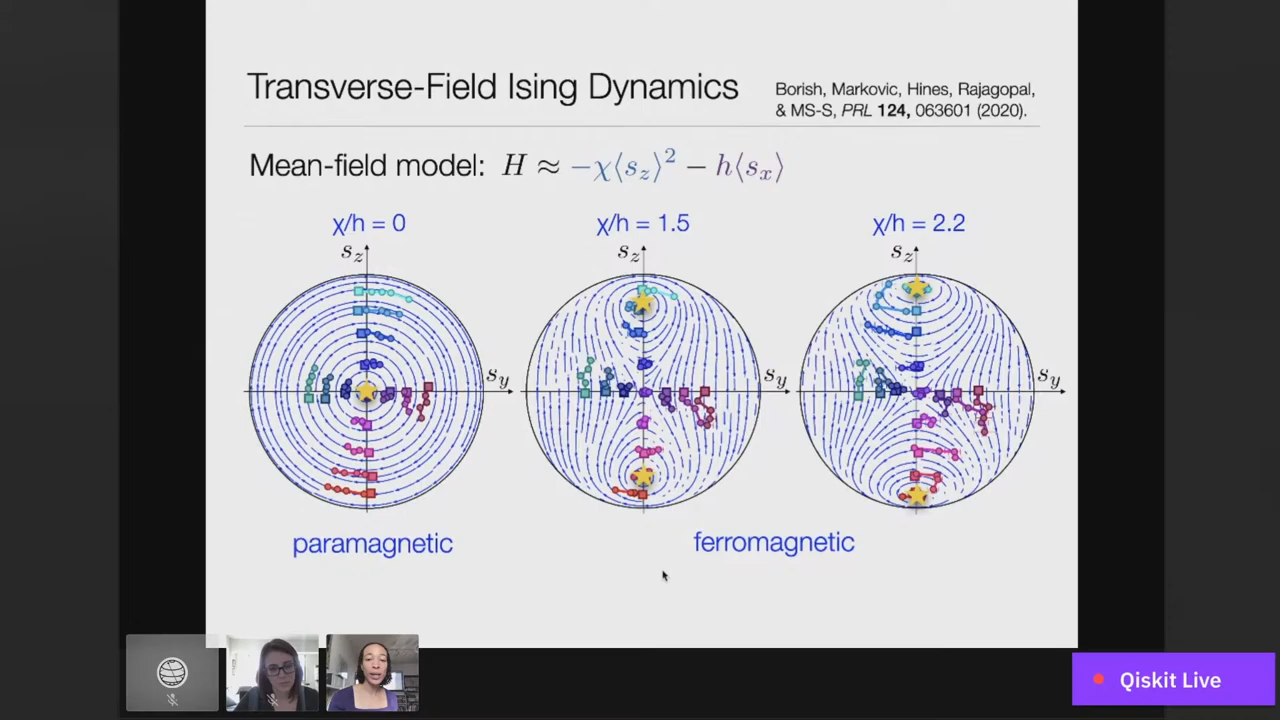 Transverse-Field Ising Dynamics
Borish, Markovic, Hines, Rajagopal,
& MS-S, PRL 124, 063601 (2020).
Mean-field model: H ≈ −χ⟨s_z⟩² − h⟨s_x⟩
χ/h = 0
χ/h = 1.5
χ/h = 2.2
s_z
s_z
s_z
s_y
s_y
s_y
paramagnetic
ferromagnetic
Qiskit Live